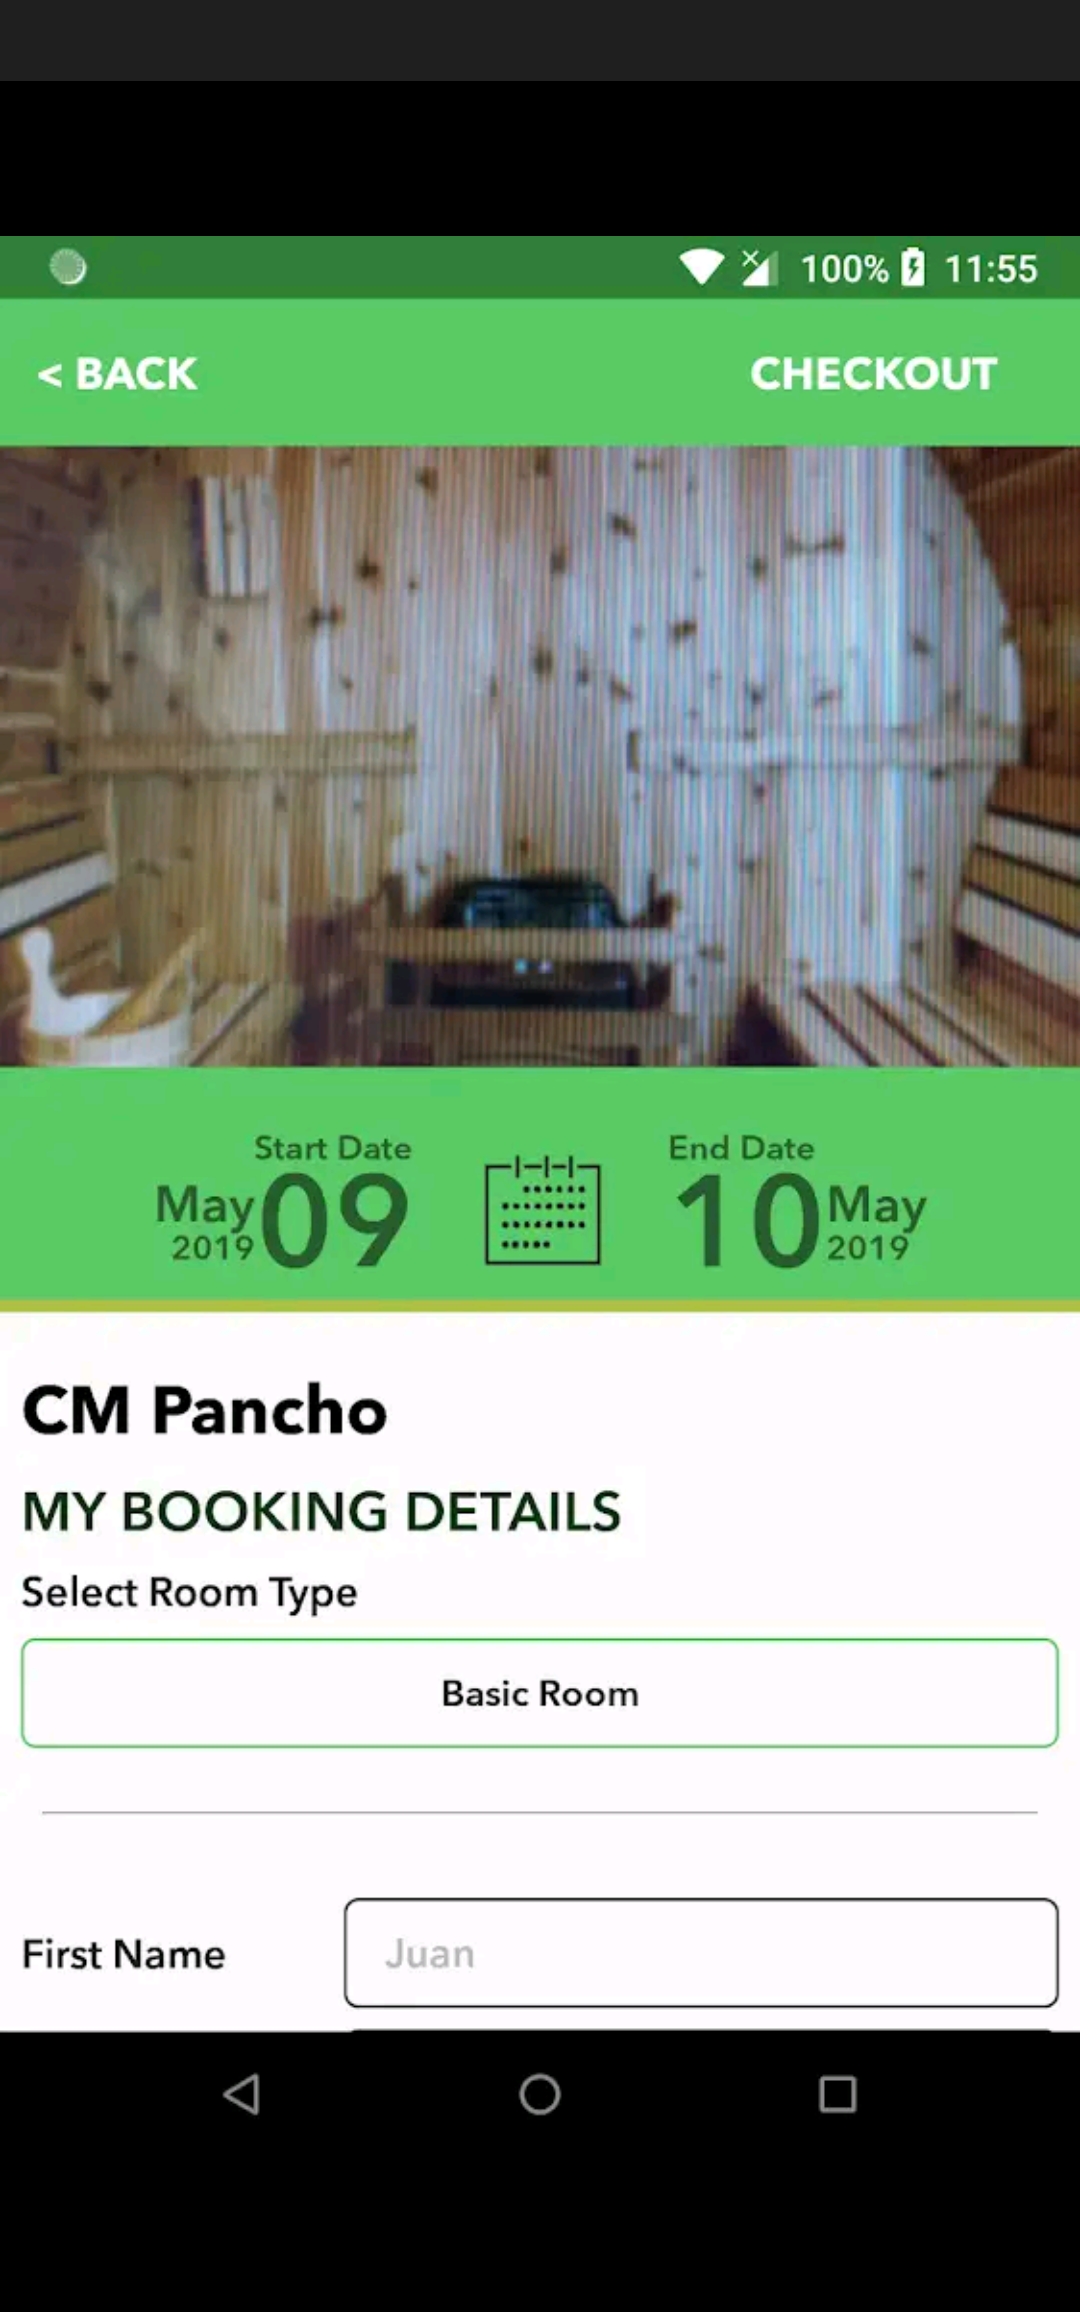 100% 11:55
< BACK CHECKOUT
Start Date End Date
May 2019 09 10 May 2019
CM Pancho
MY BOOKING DETAILS
Select Room Type
Basic Room
First Name Juan